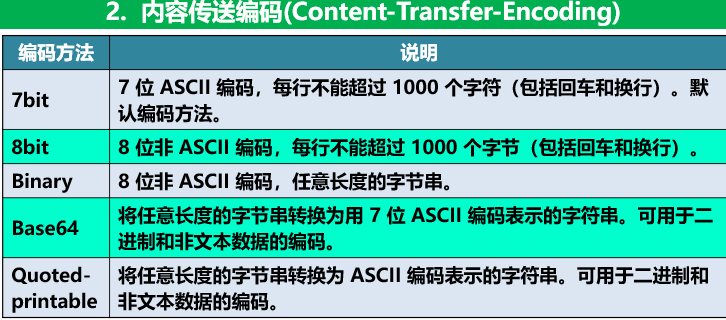 2. 内容传送编码(Content-Transfer-Encoding)
编码方法 说明
7bit
7 位 ASCII 编码，每行不能超过 1000 个字符（包括回车和换行）。默
认编码方法。
8bit
8 位非 ASCII 编码，每行不能超过 1000 个字节（包括回车和换行）。
Binary
8 位非 ASCII 编码，任意长度的字节串。
Base64
将任意长度的字节串转换为用 7 位 ASCII 编码表示的字符串。可用于二
进制和非文本数据的编码。
Quoted-
printable
将任意长度的字节串转换为 ASCII 编码表示的字符串。可用于二进制和
非文本数据的编码。